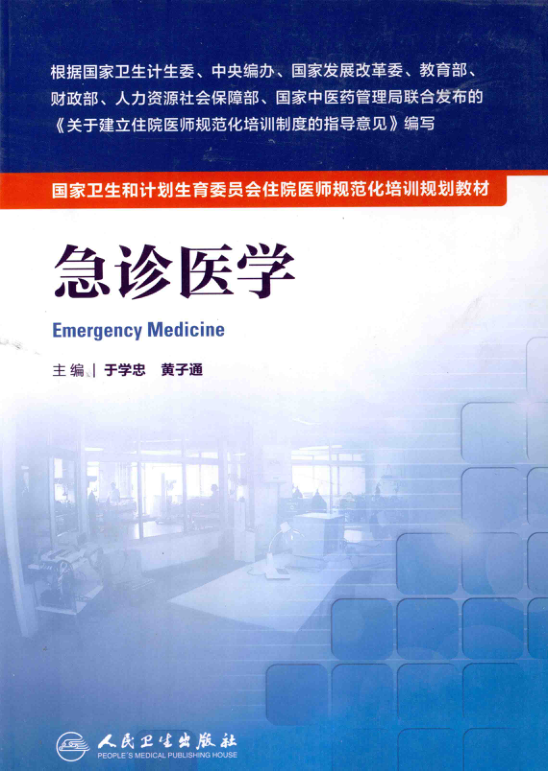 根据国家卫生计生委、中央编办、国家发展改革委、教育部、
财政部、人力资源社会保障部、国家中医药管理局联合发布的
《关于建立住院医师规范化培训制度的指导意见》编写
国家卫生和计划生育委员会住院医师规范化培训规划教材
急诊医学
Emergency Medicine
主编 | 于学忠 黄子通
人民卫生出版社
PEOPLE'S MEDICAL PUBLISHING HOUSE